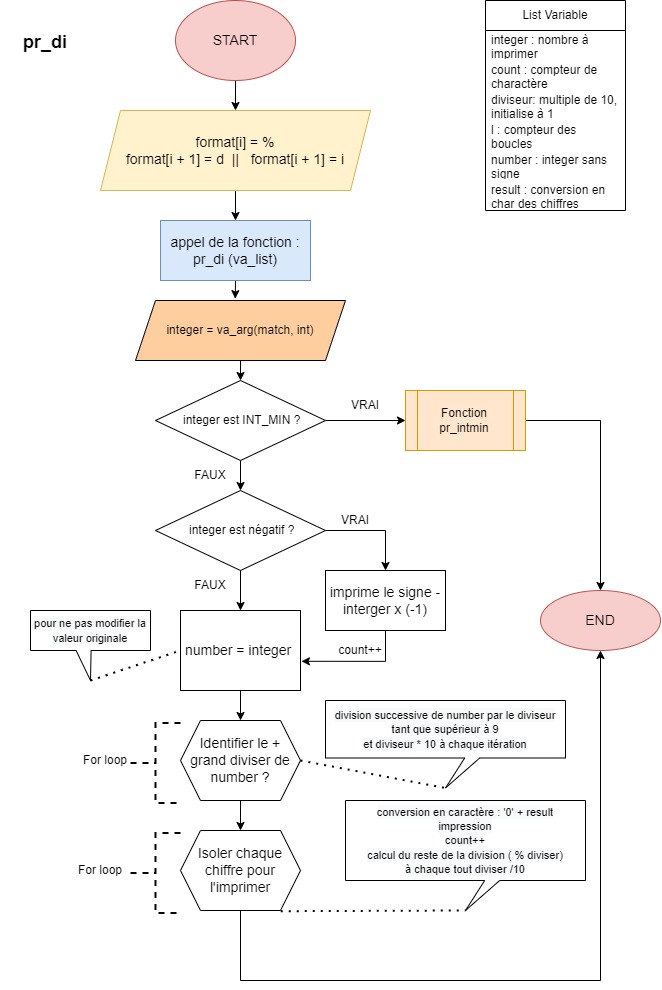 pr_di
START
List Variable
integer : nombre à
imprimer
count : compteur de
charactère
diviseur: multiple de 10,
initialise à 1
I : compteur des
boucles
number : integer sans
signe
result : conversion en
char des chiffres
format[i] = %
format[i + 1] = d || format[i + 1] = i
appel de la fonction :
pr_di (va_list)
integer = va_arg(match, int)
integer est INT_MIN ?
VRAI
Fonction
pr_intmin
FAUX
integer est négatif ?
VRAI
FAUX
imprime le signe -
interger x (-1)
END
pour ne pas modifier la
valeur originale
number = integer
count++
division successive de number par le diviseur
tant que supérieur à 9
et diviseur * 10 à chaque itération
For loop
Identifier le +
grand diviser de
number ?
conversion en caractère : '0' + result
impression
count++
calcul du reste de la division ( % diviser)
à chaque tout diviser /10
For loop
Isoler chaque
chiffre pour
l'imprimer